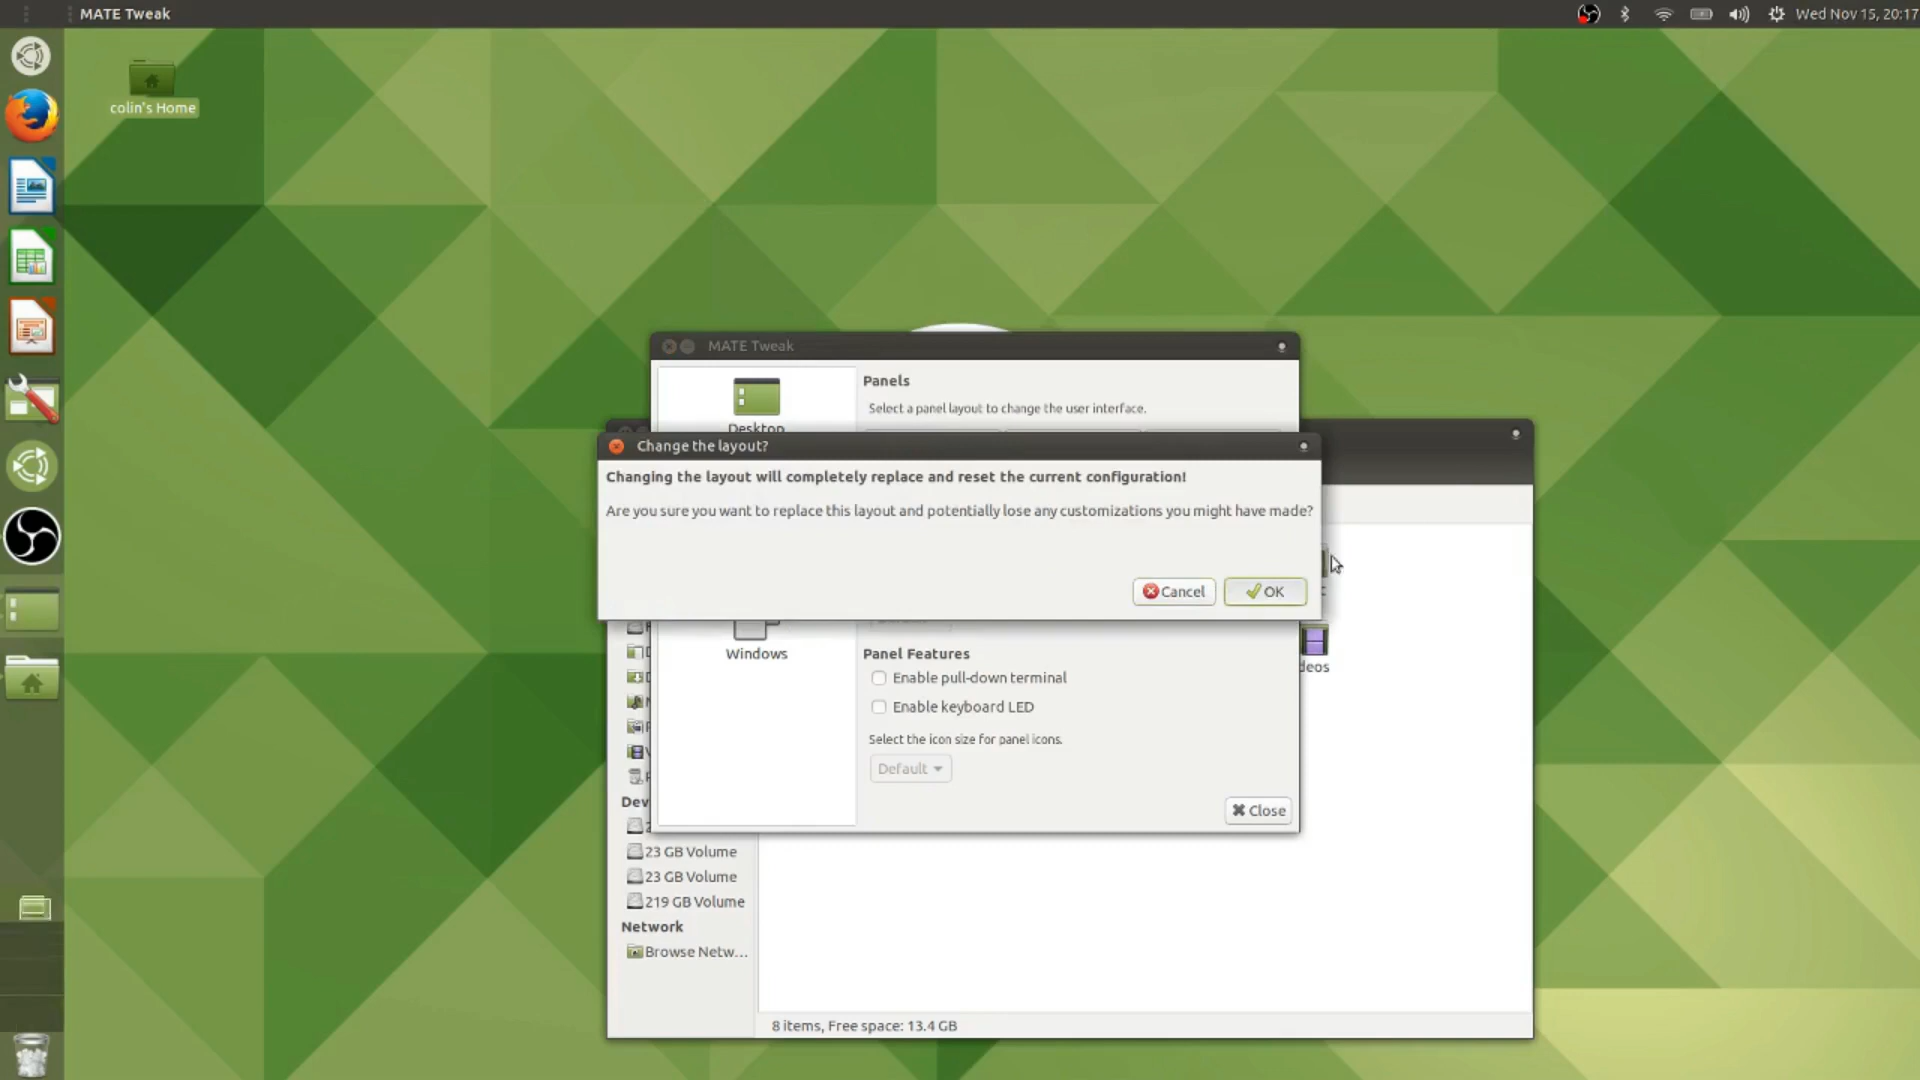 MATE Tweak
Wed Nov 15, 20:17
colin's Home
MATE Tweak
Panels
Select a panel layout to change the user interface.
Desktop
Change the layout?
Changing the layout will completely replace and reset the current configuration!
Are you sure you want to replace this layout and potentially lose any customizations you might have made?
Cancel
OK
Windows
Panel Features
Enable pull-down terminal
Enable keyboard LED
Select the icon size for panel icons.
Default
Close
deos
Dev
23 GB Volume
23 GB Volume
219 GB Volume
Network
Browse Netw...
8 items, Free space: 13.4 GB